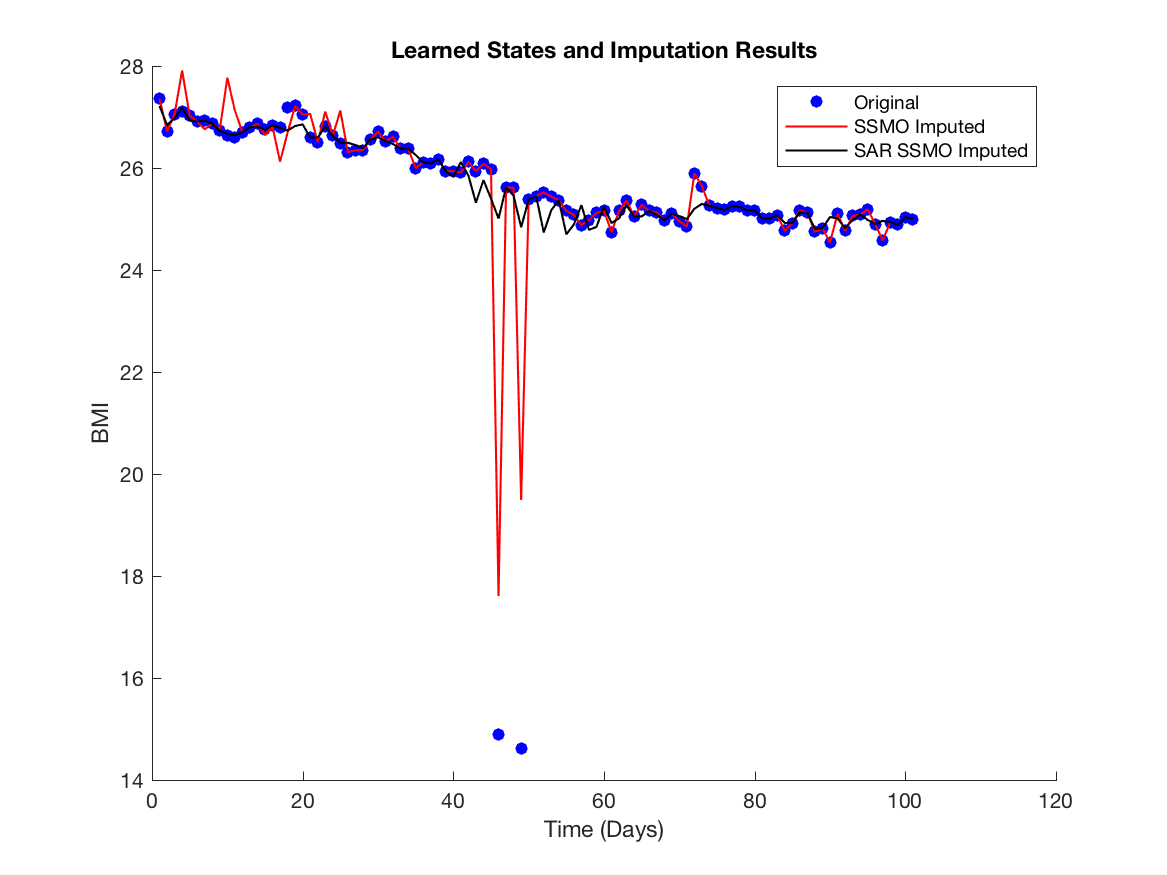 Learned States and Imputation Results
Original
SSMO Imputed
SAR SSMO Imputed
28
26
24
22
20
18
16
14
BMI
0 20 40 60 80 100 120
Time (Days)